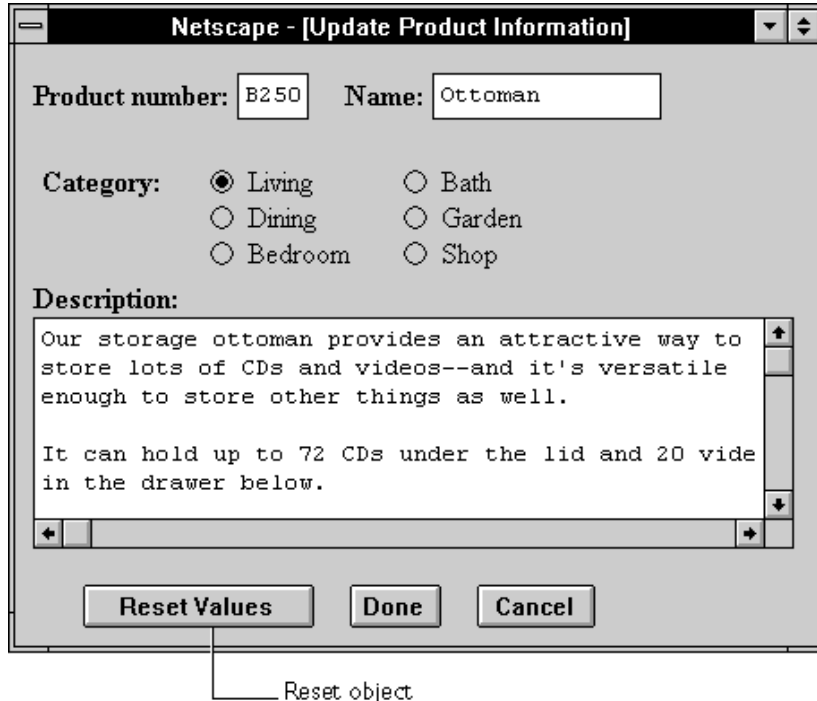 Netscape - [Update Product Information]
Product number: B250 Name: Ottoman
Category: Living Bath
Dining Garden
Bedroom Shop
Description:
Our storage ottoman provides an attractive way to
store lots of CDs and videos--and it's versatile
enough to store other things as well.
It can hold up to 72 CDs under the lid and 20 vide
in the drawer below.
Reset Values Done Cancel
Reset object